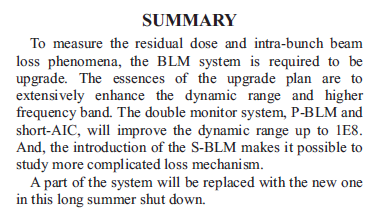 SUMMARY
To measure the residual dose and intra-bunch beam
loss phenomena, the BLM system is required to be
upgrade. The essences of the upgrade plan are to
extensively enhance the dynamic range and higher
frequency band. The double monitor system, P-BLM and
short-AIC, will improve the dynamic range up to 1E8.
And, the introduction of the S-BLM makes it possible to
study more complicated loss mechanism.
A part of the system will be replaced with the new one
in this long summer shut down.